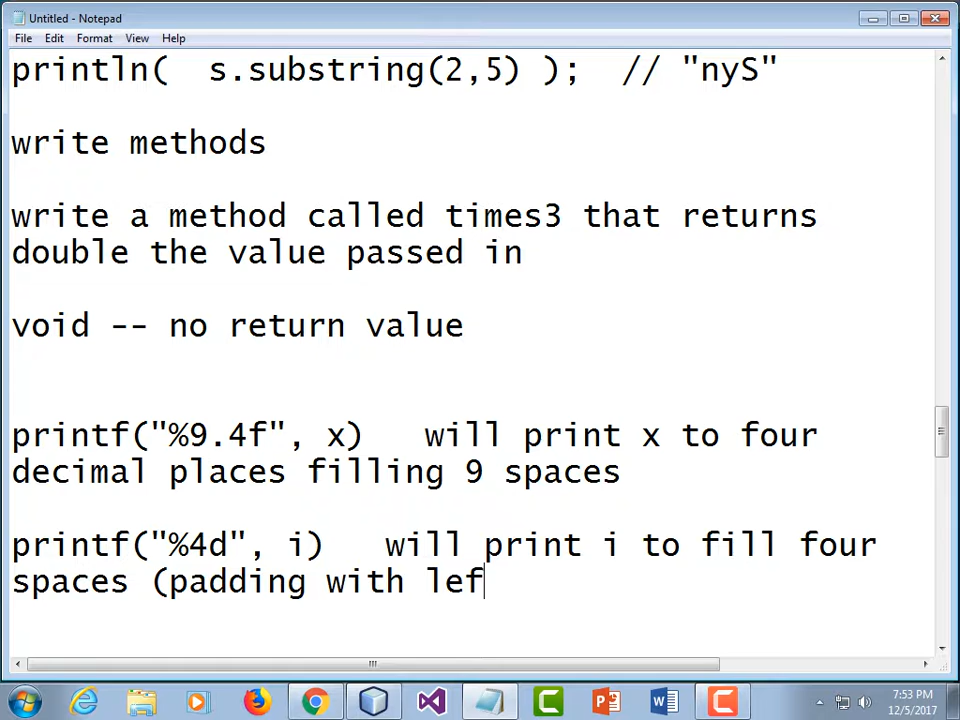 Untitled - Notepad
File Edit Format View Help
println(  s.substring(2,5) );  // "nyS"
write methods
write a method called times3 that returns
double the value passed in
void -- no return value
printf("%9.4f", x)   will print x to four
decimal places filling 9 spaces
printf("%4d", i)   will print i to fill four
spaces (padding with lef
7:53 PM
12/5/2017